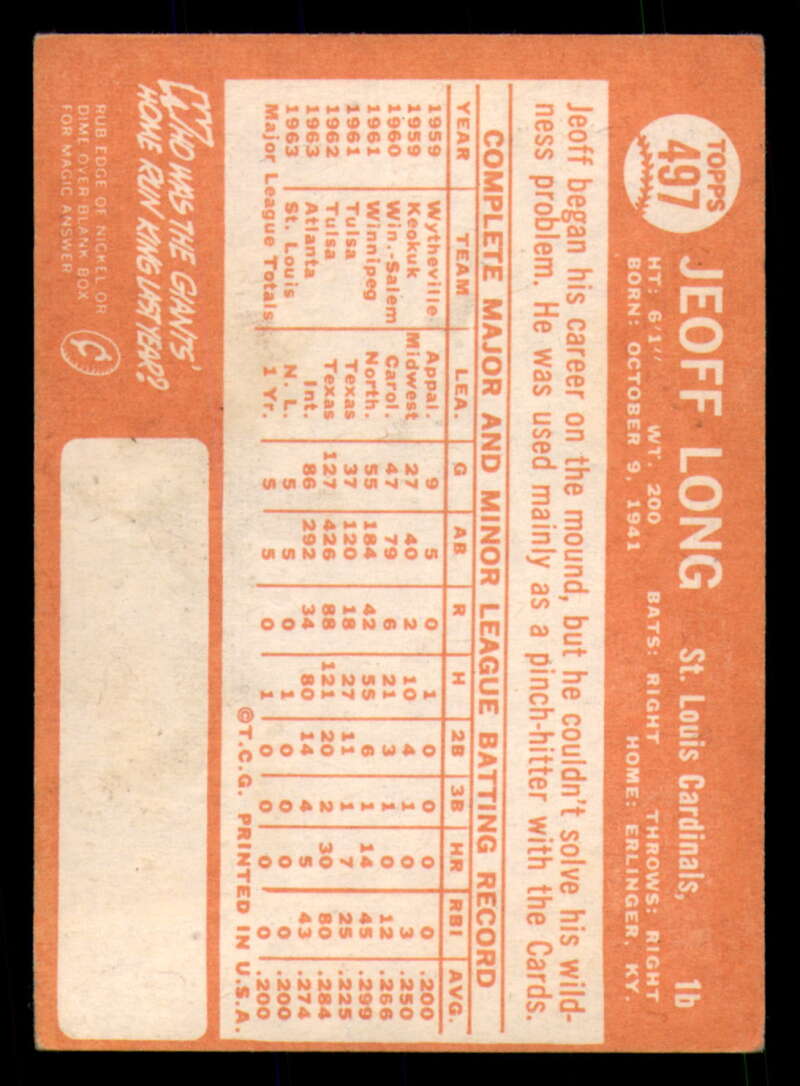 TOPPS
497
JEOFF LONG St. Louis Cardinals, 1b
HT: 6'1" WT. 200 BATS: RIGHT THROWS: RIGHT
BORN: OCTOBER 9, 1941 HOME: ERLINGER, KY.
Jeoff began his career on the mound, but he couldn't solve his wild-
ness problem. He was used mainly as a pinch-hitter with the Cards.
COMPLETE MAJOR AND MINOR LEAGUE BATTING RECORD
YEAR TEAM LEA. G AB R H 2B 3B HR RBI AVG.
1959 Wytheville Appal. 9 5 0 1 0 0 0 0 .200
1959 Keokuk Midwest 27 40 2 10 4 1 0 3 .250
1960 Win.-Salem Carol. 47 79 6 21 3 1 0 12 .266
1961 Winnipeg North. 55 184 42 55 6 1 14 45 .299
1961 Tulsa Texas 37 120 18 27 11 1 7 25 .225
1962 Tulsa Texas 127 426 88 121 20 2 30 80 .284
1963 Atlanta Int. 86 292 34 80 14 4 5 43 .274
1963 St. Louis N. L. 5 5 0 1 0 0 0 0 .200
Major League Totals 1 Yr. 5 5 0 1 0 0 0 0 .200
©T.C.G. PRINTED IN U.S.A.
WHO WAS THE GIANTS'
HOME RUN KING LAST YEAR?
RUB EDGE OF NICKEL OR
DIME OVER BLANK BOX
FOR MAGIC ANSWER